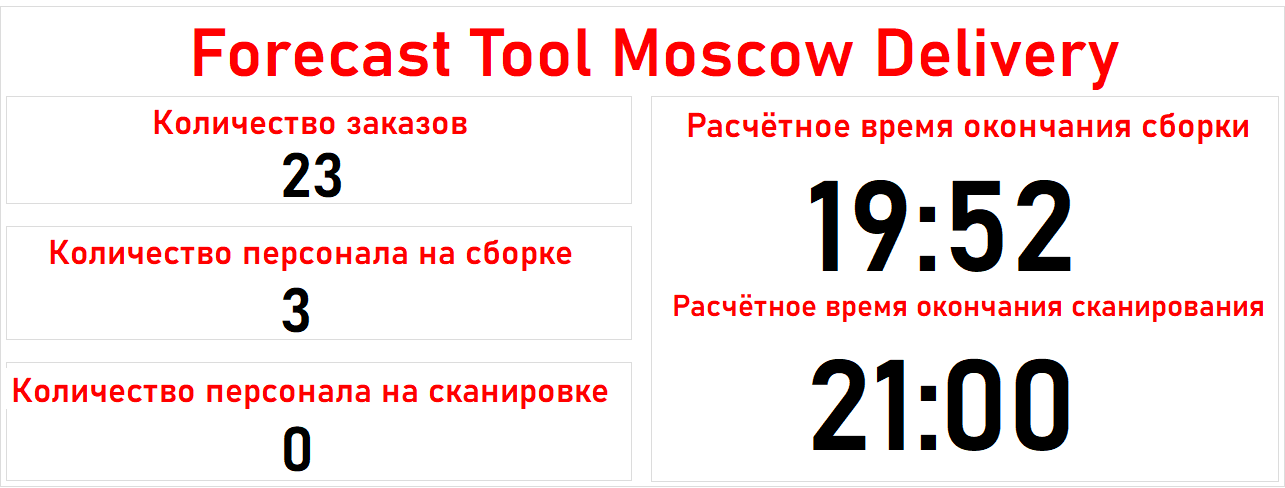 Forecast Tool Moscow Delivery
Количество заказов
23
Количество персонала на сборке
3
Количество персонала на сканировке
0
Расчётное время окончания сборки
19:52
Расчётное время окончания сканирования
21:00